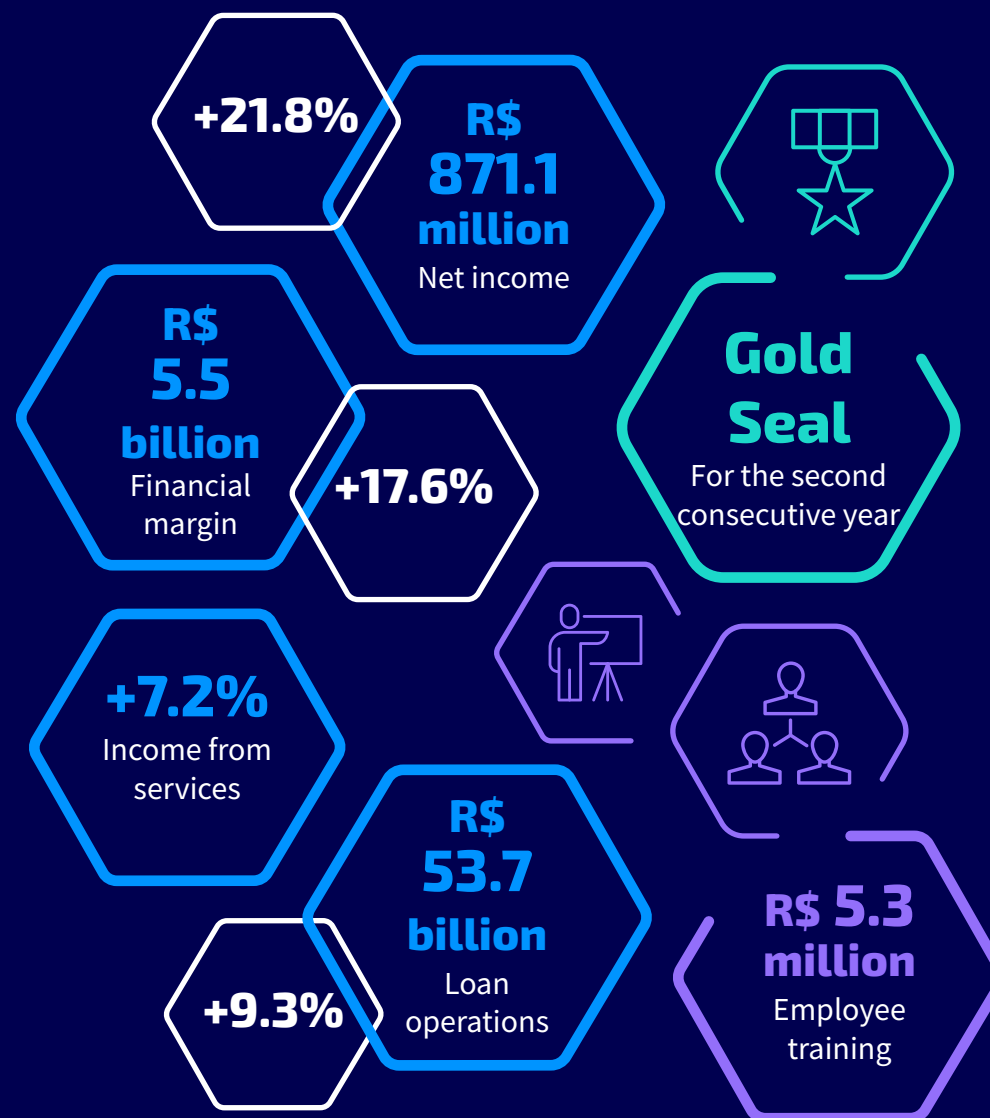 +21.8%
R$
871.1
million
Net income
R$
5.5
billion
Financial
margin
+17.6%
Gold
Seal
For the second
consecutive year
+7.2%
Income from
services
R$
53.7
billion
Loan
operations
+9.3%
R$ 5.3
million
Employee
training